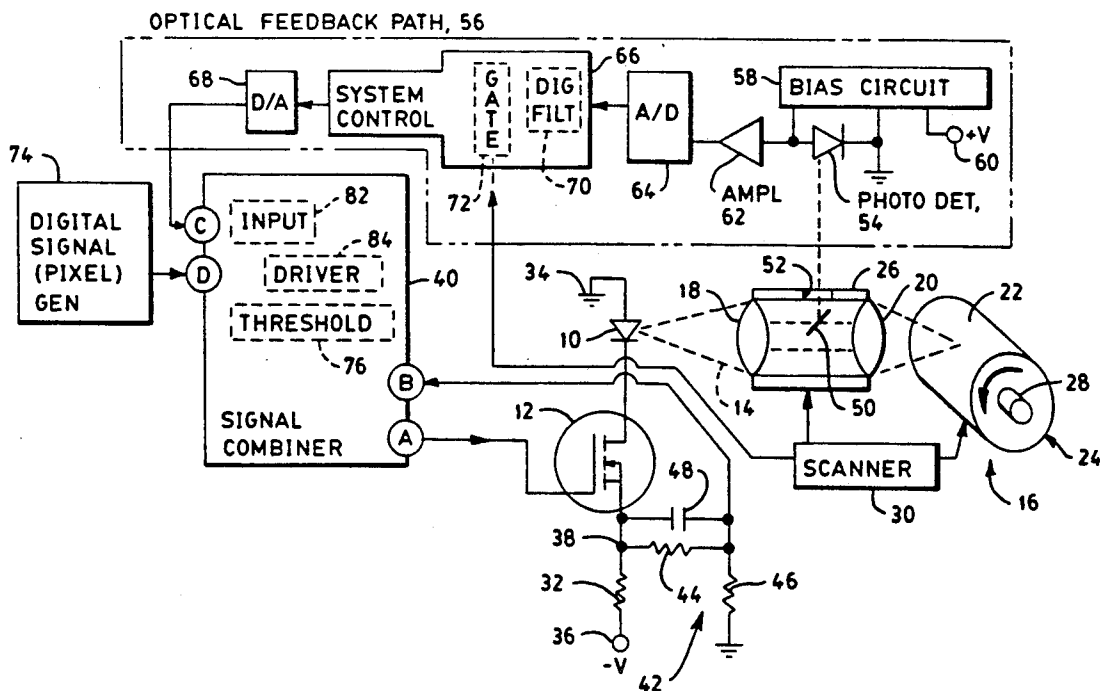 OPTICAL FEEDBACK PATH, 56
68
D/A
SYSTEM
CONTROL
GATE
72
DIG
FILT
70
66
A/D
64
AMPL
62
58
BIAS CIRCUIT
+V
60
PHOTO DET,
54
74
DIGITAL
SIGNAL
(PIXEL)
GEN
C
D
INPUT
82
DRIVER
84
40
THRESHOLD
76
B
A
SIGNAL
COMBINER
34
10
12
14
18
52
26
20
22
50
28
24
16
SCANNER
30
48
38
44
46
32
36
-V
42